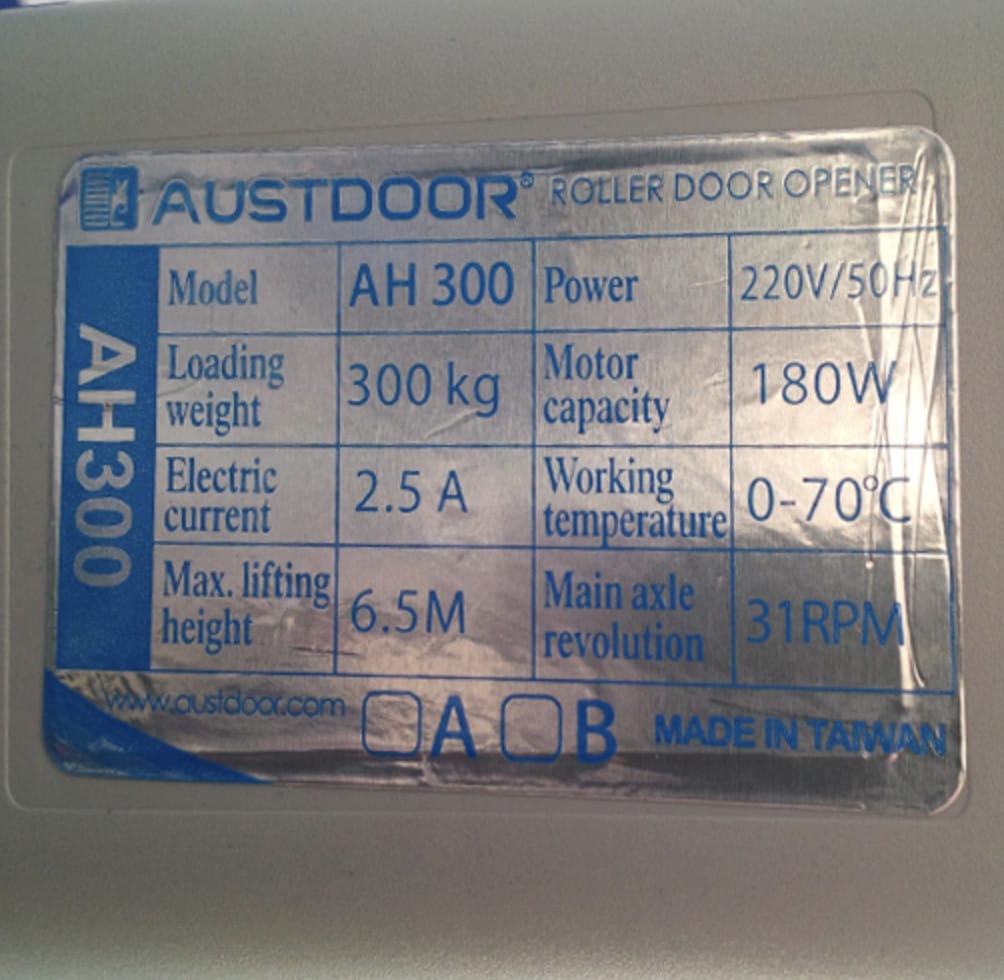 AUSTDOOR® ROLLER DOOR OPENER
AH300
Model AH 300 Power 220V/50Hz
Loading weight 300 kg Motor capacity 180W
Electric current 2.5 A Working temperature 0-70°C
Max. lifting height 6.5M Main axle revolution 31RPM
www.austdoor.com A B MADE IN TAIWAN